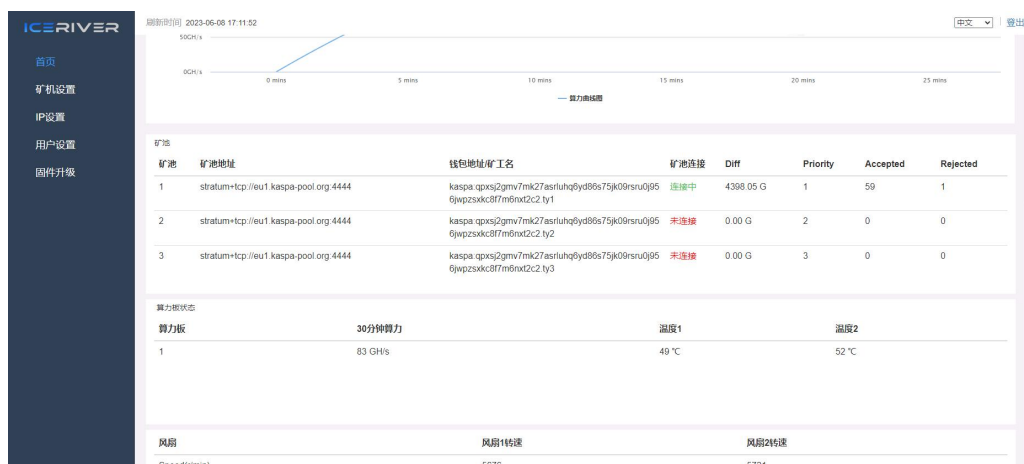 ICERIVER
刷新时间 2023-06-08 17:11:52
中文
登出
首页
矿机设置
IP设置
用户设置
固件升级
50GH/s
0GH/s
0 mins 5 mins 10 mins 15 mins 20 mins 25 mins
算力曲线图
矿池
矿池 矿池地址 钱包地址/矿工名 矿池连接 Diff Priority Accepted Rejected
1 stratum+tcp://eu1.kaspa-pool.org:4444 kaspa:qpxsj2gmv7mk27asrluhq6yd86s75jk09rsru0j95 连接中 4398.05 G 1 59 1
6jwpzsxkc8f7m6nxt2c2.ty1
2 stratum+tcp://eu1.kaspa-pool.org:4444 kaspa:qpxsj2gmv7mk27asrluhq6yd86s75jk09rsru0j95 未连接 0.00 G 2 0 0
6jwpzsxkc8f7m6nxt2c2.ty2
3 stratum+tcp://eu1.kaspa-pool.org:4444 kaspa:qpxsj2gmv7mk27asrluhq6yd86s75jk09rsru0j95 未连接 0.00 G 3 0 0
6jwpzsxkc8f7m6nxt2c2.ty3
算力板状态
算力板 30分钟算力 温度1 温度2
1 83 GH/s 49 ℃ 52 ℃
风扇 风扇1转速 风扇2转速